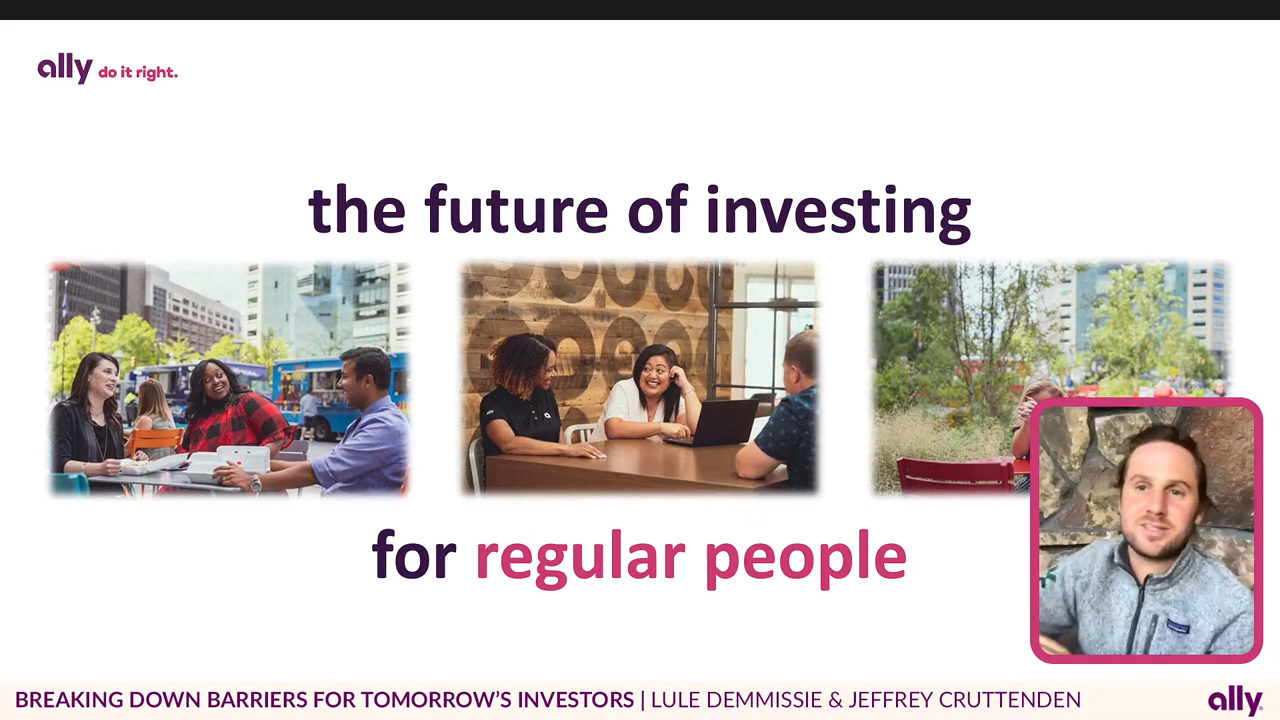 ally do it right.
the future of investing
for regular people
BREAKING DOWN BARRIERS FOR TOMORROW'S INVESTORS | LULE DEMMISSIE & JEFFREY CRUTTENDEN
ally